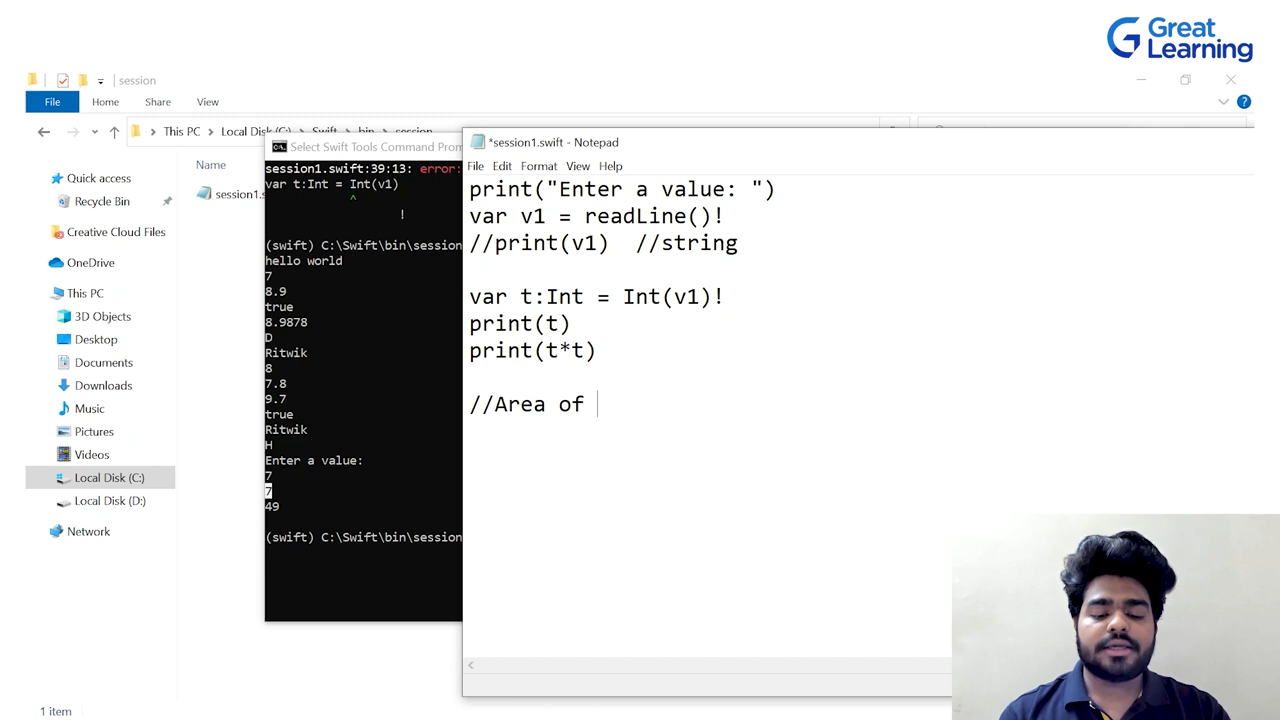 Great
Learning
session
File
Home
Share
View
This PC
Local Disk (C:)
Swift
bin
session
Quick access
Recycle Bin
Creative Cloud Files
OneDrive
This PC
3D Objects
Desktop
Documents
Downloads
Music
Pictures
Videos
Local Disk (C:)
Local Disk (D:)
Network
1 item
Name
session1.s
Select Swift Tools Command Prom
session1.swift:39:13: error:
var t:Int = Int(v1)
^
!
(swift) C:\Swift\bin\session
hello world
7
8.9
true
8.9878
D
Ritwik
8
7.8
9.7
true
Ritwik
H
Enter a value:
7
7
49
(swift) C:\Swift\bin\session
*session1.swift - Notepad
File Edit Format View Help
print("Enter a value: ")
var v1 = readLine()!
//print(v1) //string
var t:Int = Int(v1)!
print(t)
print(t*t)
//Area of